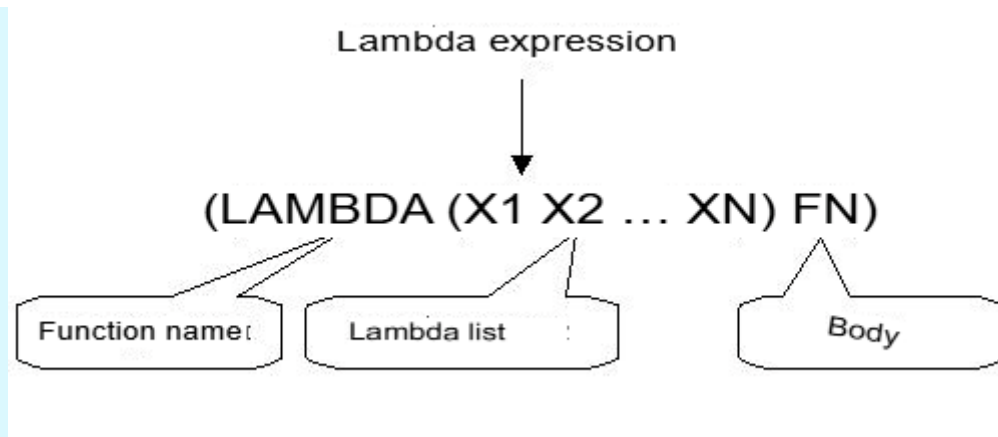 Lambda expression
(LAMBDA (X1 X2 ... XN) FN)
Function name:
Lambda list :
Body